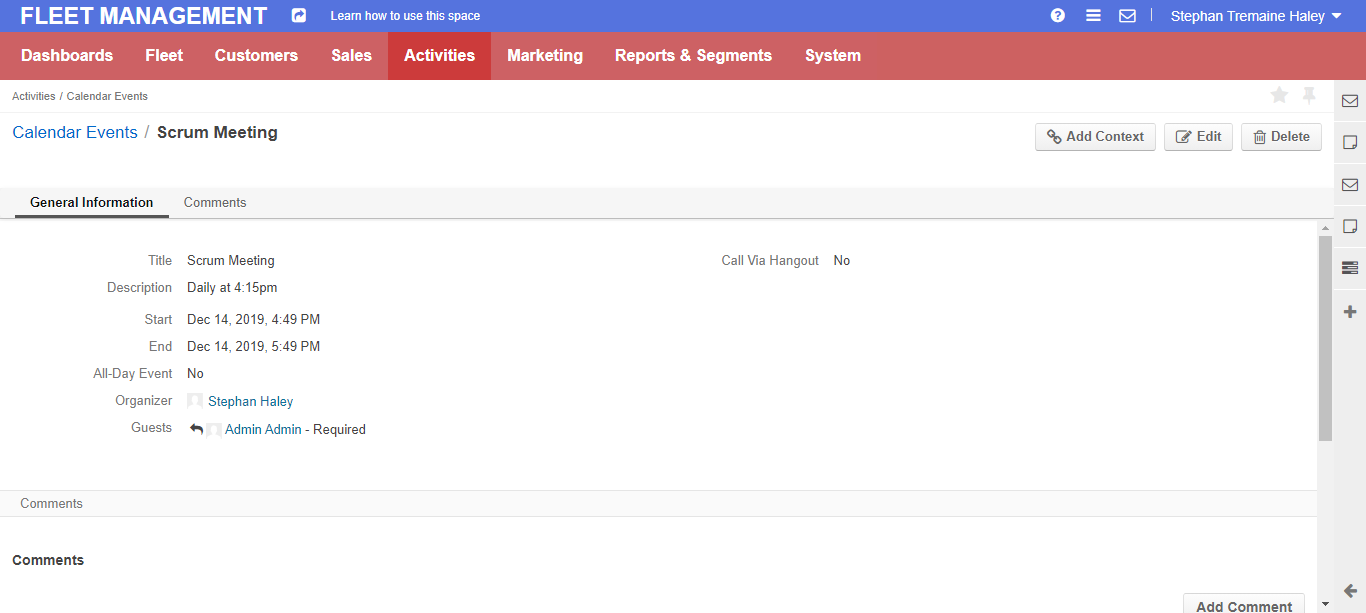 FLEET MANAGEMENT Learn how to use this space Stephan Tremaine Haley
Dashboards Fleet Customers Sales Activities Marketing Reports & Segments System
Activities / Calendar Events
Calendar Events / Scrum Meeting Add Context Edit Delete
General Information Comments
Title Scrum Meeting Call Via Hangout No
Description Daily at 4:15pm
Start Dec 14, 2019, 4:49 PM
End Dec 14, 2019, 5:49 PM
All-Day Event No
Organizer Stephan Haley
Guests Admin Admin - Required
Comments
Comments
Add Comment